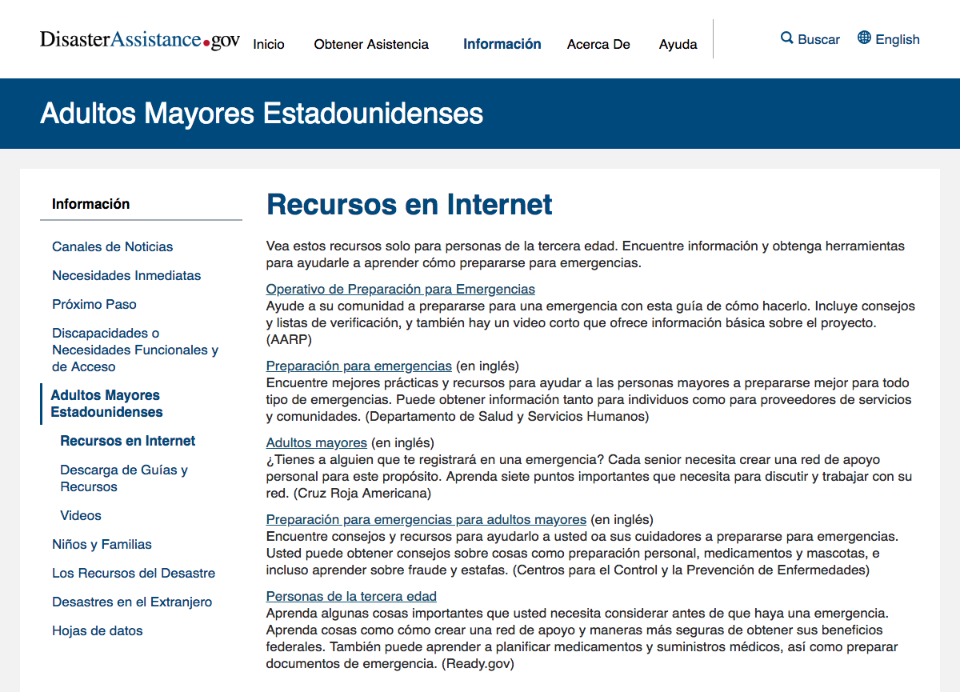 DisasterAssistance.gov
Inicio
Obtener Asistencia
Información
Acerca De
Ayuda
Buscar
English
Adultos Mayores Estadounidenses
Información
Canales de Noticias
Necesidades Inmediatas
Próximo Paso
Discapacidades o
Necesidades Funcionales y
de Acceso
Adultos Mayores
Estadounidenses
Recursos en Internet
Descarga de Guías y
Recursos
Videos
Niños y Familias
Los Recursos del Desastre
Desastres en el Extranjero
Hojas de datos
Recursos en Internet
Vea estos recursos solo para personas de la tercera edad. Encuentre información y obtenga herramientas
para ayudarle a aprender cómo prepararse para emergencias.
Operativo de Preparación para Emergencias
Ayude a su comunidad a prepararse para una emergencia con esta guía de cómo hacerlo. Incluye consejos
y listas de verificación, y también hay un video corto que ofrece información básica sobre el proyecto.
(AARP)
Preparación para emergencias (en inglés)
Encuentre mejores prácticas y recursos para ayudar a las personas mayores a prepararse mejor para todo
tipo de emergencias. Puede obtener información tanto para individuos como para proveedores de servicios
y comunidades. (Departamento de Salud y Servicios Humanos)
Adultos mayores (en inglés)
¿Tienes a alguien que te registrará en una emergencia? Cada senior necesita crear una red de apoyo
personal para este propósito. Aprenda siete puntos importantes que necesita para discutir y trabajar con su
red. (Cruz Roja Americana)
Preparación para emergencias para adultos mayores (en inglés)
Encuentre consejos y recursos para ayudarlo a usted oa sus cuidadores a prepararse para emergencias.
Usted puede obtener consejos sobre cosas como preparación personal, medicamentos y mascotas, e
incluso aprender sobre fraude y estafas. (Centros para el Control y la Prevención de Enfermedades)
Personas de la tercera edad
Aprenda algunas cosas importantes que usted necesita considerar antes de que haya una emergencia.
Aprenda cosas como cómo crear una red de apoyo y maneras más seguras de obtener sus beneficios
federales. También puede aprender a planificar medicamentos y suministros médicos, así como preparar
documentos de emergencia. (Ready.gov)